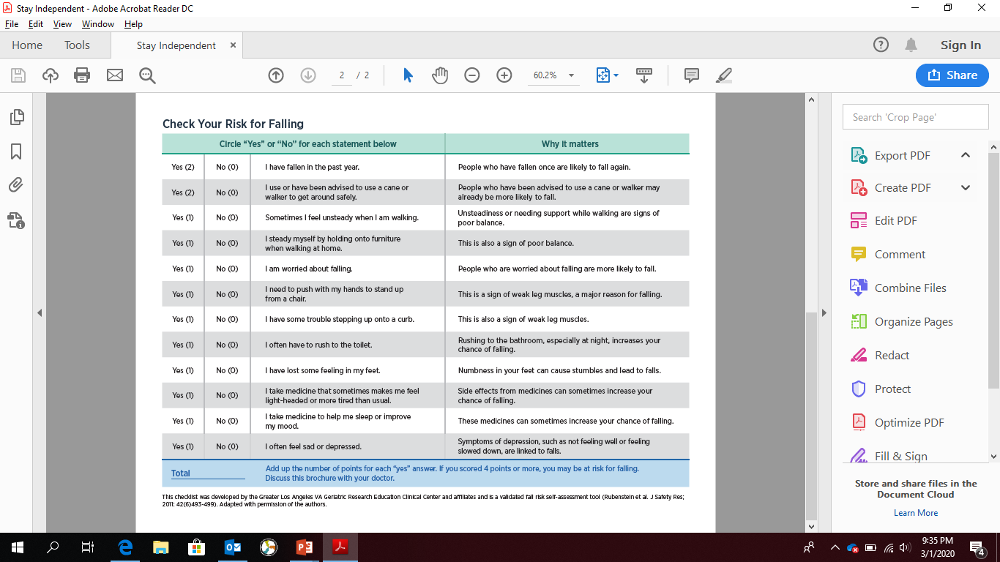 Stay Independent - Adobe Acrobat Reader DC
File Edit View Window Help
Home Tools Stay Independent × Sign In
2 / 2 60.2% Share
Search 'Crop Page'
Export PDF
Create PDF
Edit PDF
Comment
Combine Files
Organize Pages
Redact
Protect
Optimize PDF
Fill & Sign
Store and share files in the
Document Cloud
Learn More
Check Your Risk for Falling
Circle “Yes” or “No” for each statement below Why it matters
Yes (2) No (0) I have fallen in the past year. People who have fallen once are likely to fall again.
Yes (2) No (0) I use or have been advised to use a cane or
walker to get around safely. People who have been advised to use a cane or walker may
already be more likely to fall.
Yes (1) No (0) Sometimes I feel unsteady when I am walking. Unsteadiness or needing support while walking are signs of
poor balance.
Yes (1) No (0) I steady myself by holding onto furniture
when walking at home. This is also a sign of poor balance.
Yes (1) No (0) I am worried about falling. People who are worried about falling are more likely to fall.
Yes (1) No (0) I need to push with my hands to stand up
from a chair. This is a sign of weak leg muscles, a major reason for falling.
Yes (1) No (0) I have some trouble stepping up onto a curb. This is also a sign of weak leg muscles.
Yes (1) No (0) I often have to rush to the toilet. Rushing to the bathroom, especially at night, increases your
chance of falling.
Yes (1) No (0) I have lost some feeling in my feet. Numbness in your feet can cause stumbles and lead to falls.
Yes (1) No (0) I take medicine that sometimes makes me feel
light-headed or more tired than usual. Side effects from medicines can sometimes increase your
chance of falling.
Yes (1) No (0) I take medicine to help me sleep or improve
my mood. These medicines can sometimes increase your chance of falling.
Yes (1) No (0) I often feel sad or depressed. Symptoms of depression, such as not feeling well or feeling
slowed down, are linked to falls.
Total Add up the number of points for each “yes” answer. If you scored 4 points or more, you may be at risk for falling.
Discuss this brochure with your doctor.
This checklist was developed by the Greater Los Angeles VA Geriatric Research Education Clinical Center and affiliates and is a validated fall risk self-assessment tool (Rubenstein et al. J Safety Res;
2011: 42(6)493-499). Adapted with permission of the authors.
9:35 PM
3/1/2020
4